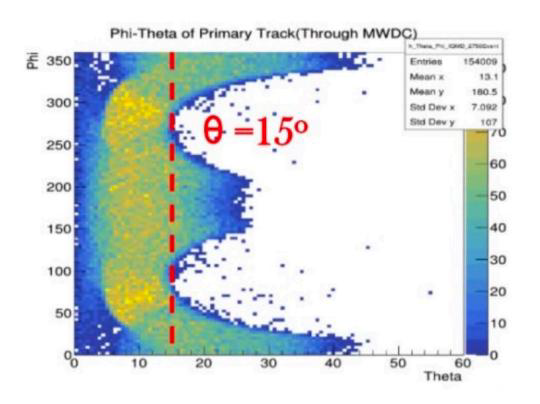 Phi-Theta of Primary Track(Through MWDC)
Entries 154009
Mean x 13.1
Mean y 180.5
Std Dev x 7.092
Std Dev y 107
Phi
350
300
250
200
150
100
50
0
θ =15º
70
60
50
40
30
20
10
0
0 10 20 30 40 50 60
Theta